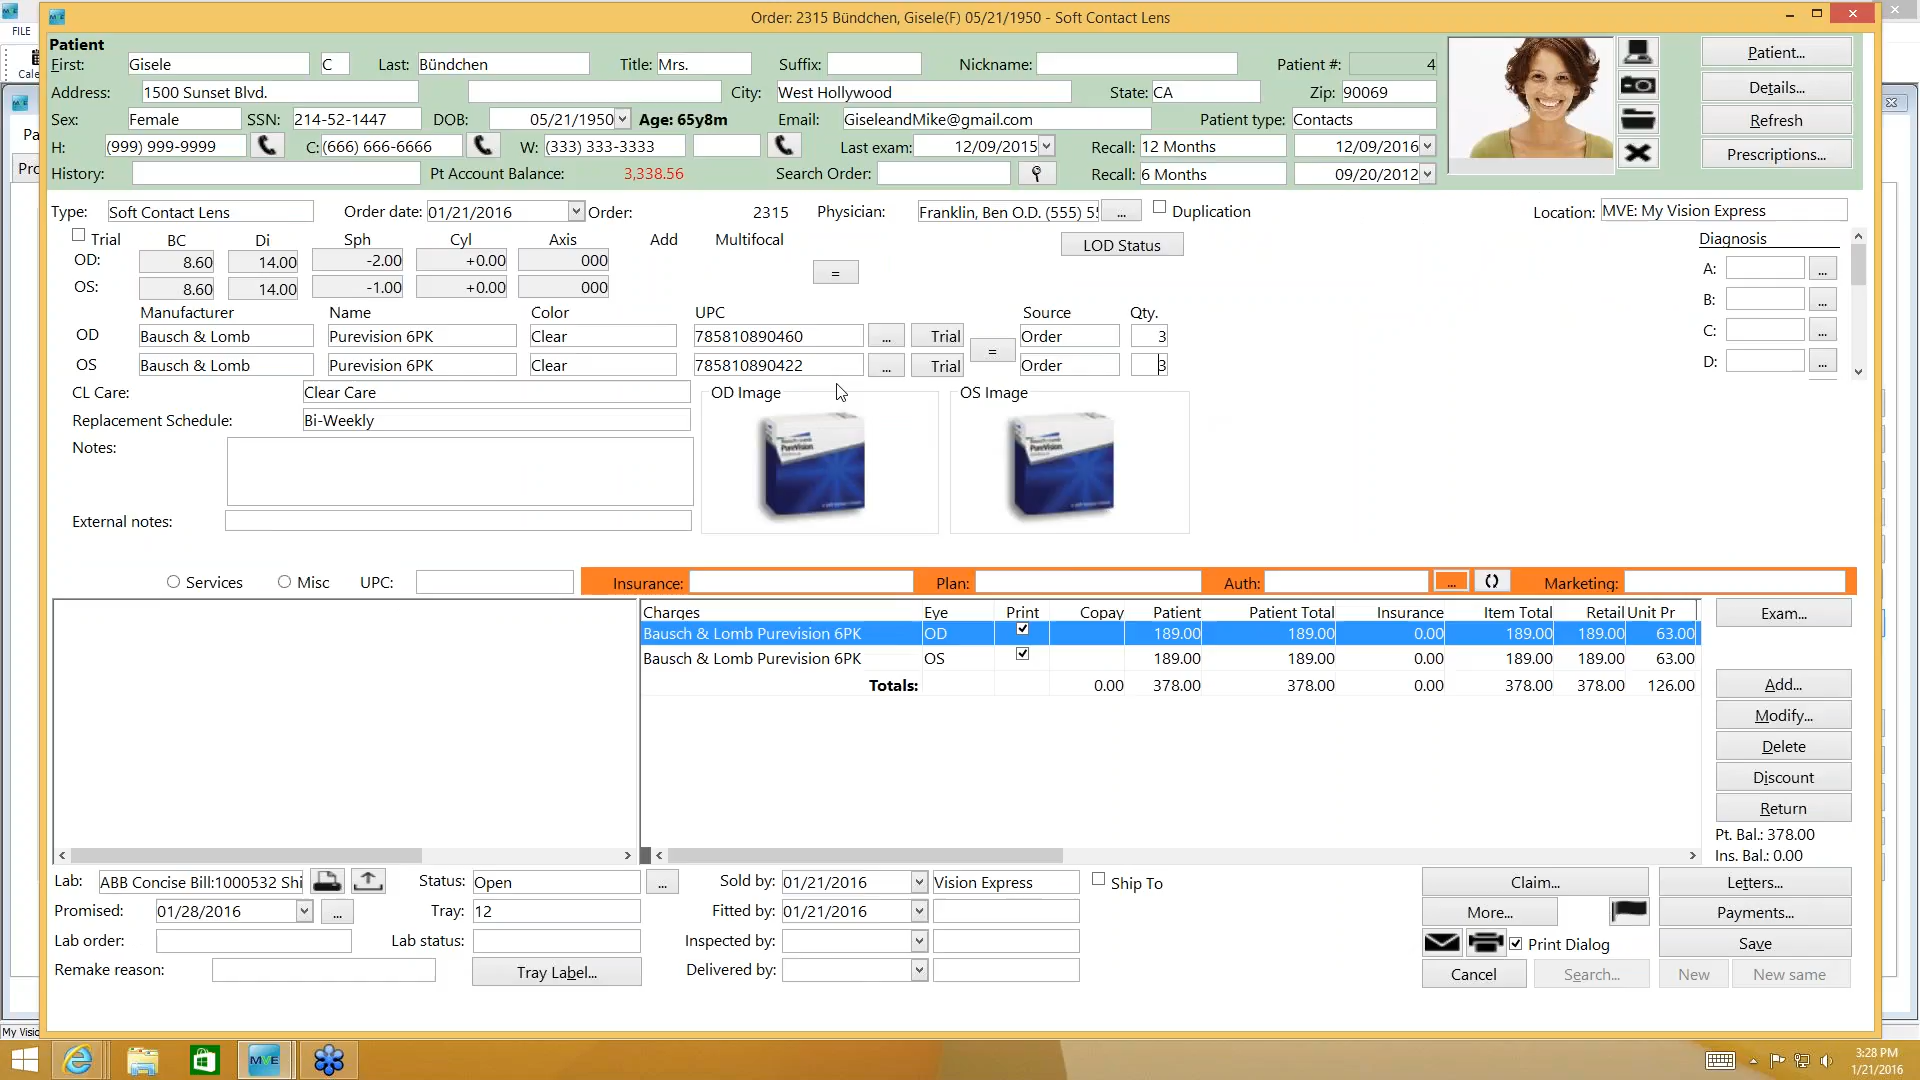 Order: 2315 Bündchen, Gisele(F) 05/21/1950 - Soft Contact Lens
FILE
Patient
First: Gisele C Last: Bündchen Title: Mrs. Suffix: Nickname: Patient #: 4 Patient...
Cale
Address: 1500 Sunset Blvd. City: West Hollywood State: CA Zip: 90069 Details...
Sex: Female SSN: 214-52-1447 DOB: 05/21/1950 Age: 65y8m Email: GiseleandMike@gmail.com Patient type: Contacts Refresh
Pa
H: (999) 999-9999 C: (666) 666-6666 W: (333) 333-3333 Last exam: 12/09/2015 Recall: 12 Months 12/09/2016 Prescriptions...
Pro
History: Pt Account Balance: 3,338.56 Search Order: Recall: 6 Months 09/20/2012
Type: Soft Contact Lens Order date: 01/21/2016 Order: 2315 Physician: Franklin, Ben O.D. (555) 5 ... Duplication Location: MVE: My Vision Express
Trial BC Di Sph Cyl Axis Add Multifocal LOD Status Diagnosis
OD: 8.60 14.00 -2.00 +0.00 000 = A: ...
OS: 8.60 14.00 -1.00 +0.00 000 B: ...
Manufacturer Name Color UPC Source Qty.
OD Bausch & Lomb Purevision 6PK Clear 785810890460 ... Trial = Order 3 C: ...
OS Bausch & Lomb Purevision 6PK Clear 785810890422 ... Trial Order 3 D: ...
CL Care: Clear Care OD Image OS Image
Replacement Schedule: Bi-Weekly
Notes:
PureVision PureVision
External notes:
Services Misc UPC: Insurance: Plan: Auth: ... Marketing:
Charges Eye Print Copay Patient Patient Total Insurance Item Total Retail Unit Pr Exam...
Bausch & Lomb Purevision 6PK OD 189.00 189.00 0.00 189.00 189.00 63.00
Bausch & Lomb Purevision 6PK OS 189.00 189.00 0.00 189.00 189.00 63.00
Totals: 0.00 378.00 378.00 0.00 378.00 378.00 126.00 Add...
Modify...
Delete
Discount
Return
Pt. Bal.: 378.00
Ins. Bal.: 0.00
Lab: ABB Concise Bill:1000532 Shi Status: Open ... Sold by: 01/21/2016 Vision Express Ship To Claim... Letters...
Promised: 01/28/2016 ... Tray: 12 Fitted by: 01/21/2016 More... Payments...
Lab order: Lab status: Inspected by: Print Dialog Save
Remake reason: Tray Label... Delivered by: Cancel Search... New New same
My Visio
MVE
3:28 PM
1/21/2016